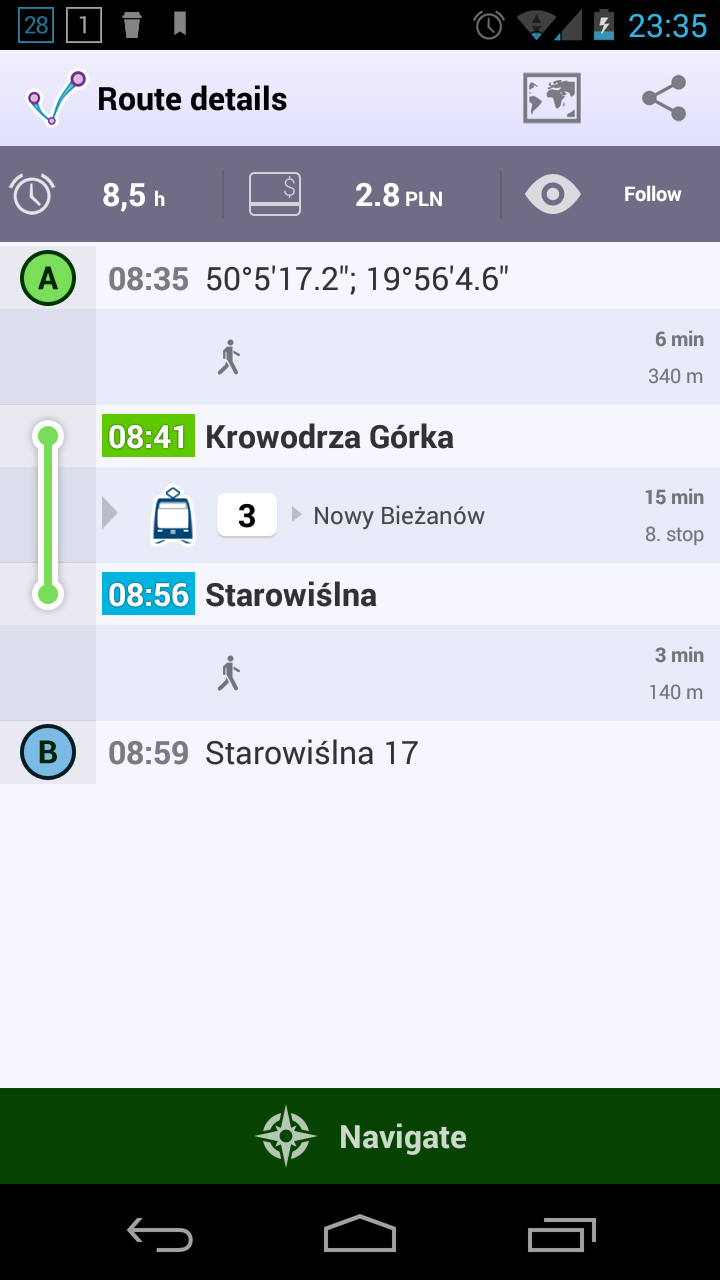 28 1 23:35
Route details
8,5 h $ 2.8 PLN Follow
A 08:35 50°5'17.2"; 19°56'4.6"
6 min
340 m
08:41 Krowodrza Górka
3 Nowy Bieżanów
15 min
8. stop
08:56 Starowiślna
3 min
140 m
B 08:59 Starowiślna 17
Navigate